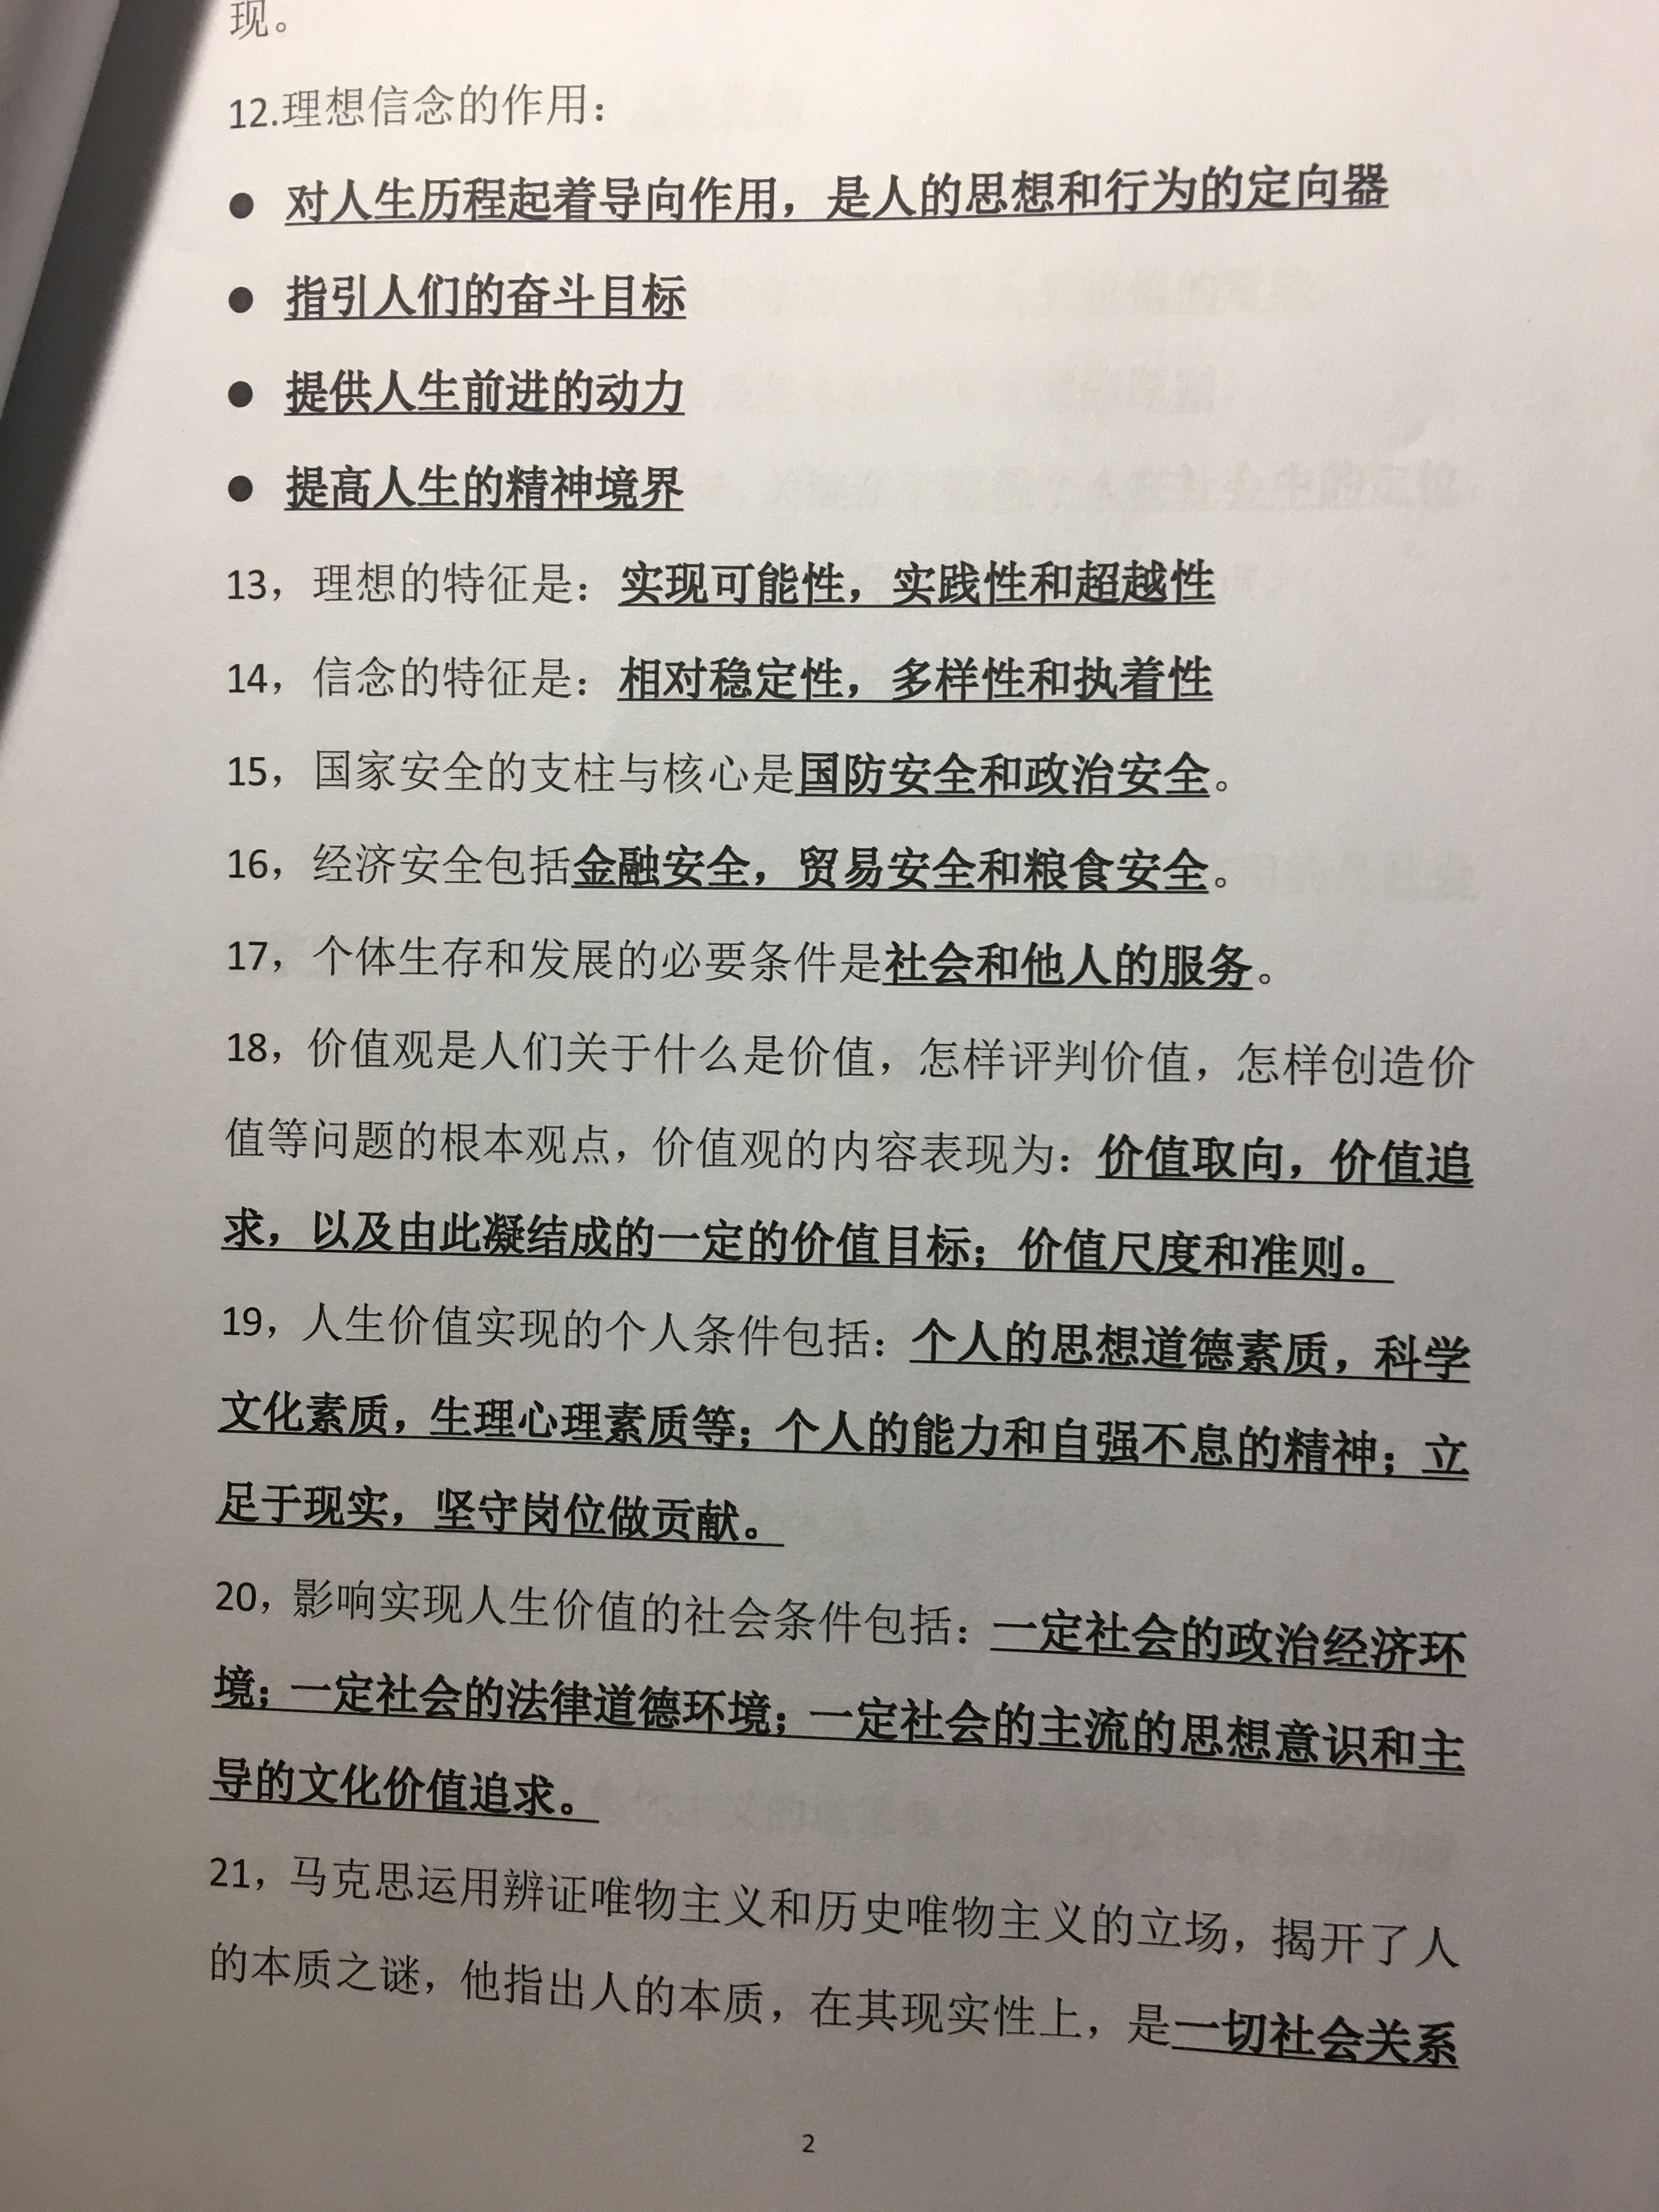 现。
12.理想信念的作用：
● 对人生历程起着导向作用，是人的思想和行为的定向器
● 指引人们的奋斗目标
● 提供人生前进的动力
● 提高人生的精神境界
13，理想的特征是：实现可能性，实践性和超越性
14，信念的特征是：相对稳定性，多样性和执着性
15，国家安全的支柱与核心是国防安全和政治安全。
16，经济安全包括金融安全，贸易安全和粮食安全。
17，个体生存和发展的必要条件是社会和他人的服务。
18，价值观是人们关于什么是价值，怎样评判价值，怎样创造价
值等问题的根本观点，价值观的内容表现为：价值取向，价值追
求，以及由此凝结成的一定的价值目标；价值尺度和准则。
19，人生价值实现的个人条件包括：个人的思想道德素质，科学
文化素质，生理心理素质等；个人的能力和自强不息的精神；立
足于现实，坚守岗位做贡献。
20，影响实现人生价值的社会条件包括：一定社会的政治经济环
境；一定社会的法律道德环境；一定社会的主流的思想意识和主
导的文化价值追求。
21，马克思运用辨证唯物主义和历史唯物主义的立场，揭开了人
的本质之谜，他指出人的本质，在其现实性上，是一切社会关系
2